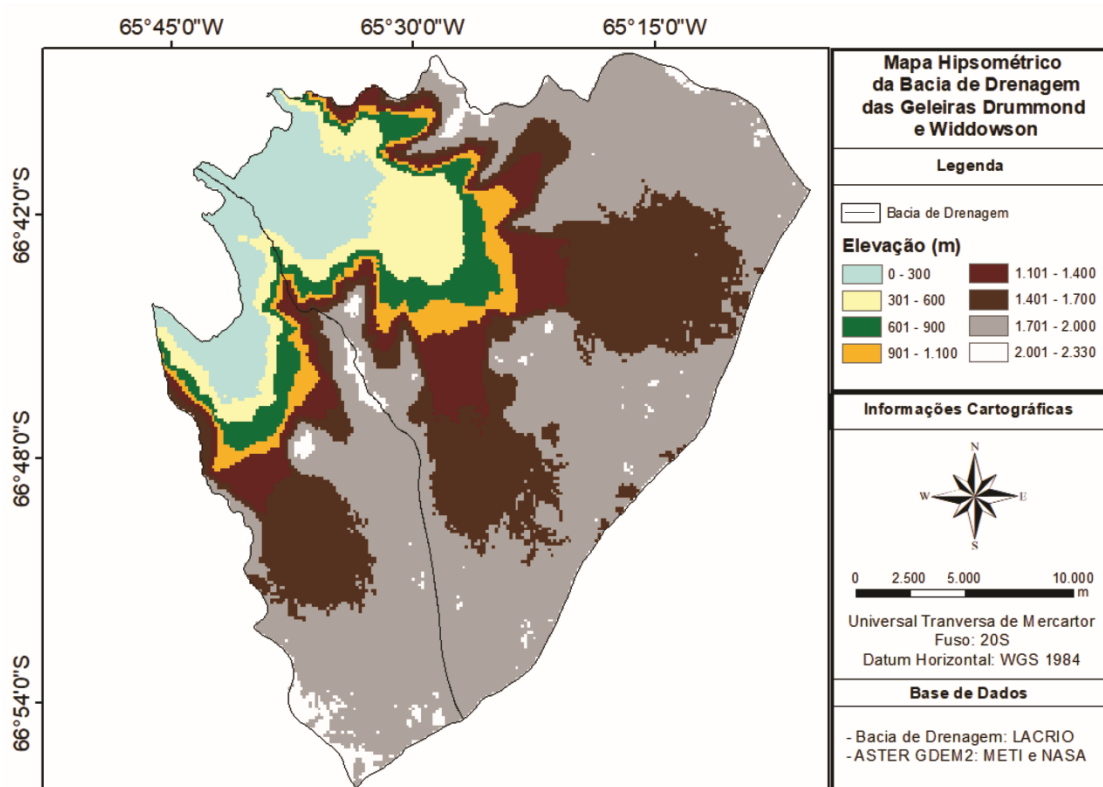 65°45'0"W 65°30'0"W 65°15'0"W
66°42'0"S
66°48'0"S
66°54'0"S
Mapa Hipsométrico
da Bacia de Drenagem
das Geleiras Drummond
e Widdowson
Legenda
Bacia de Drenagem
Elevação (m)
0 - 300
301 - 600
601 - 900
901 - 1.100
1.101 - 1.400
1.401 - 1.700
1.701 - 2.000
2.001 - 2.330
Informações Cartográficas
N
W E
S
0 2.500 5.000 10.000
m
Universal Tranversa de Mercartor
Fuso: 20S
Datum Horizontal: WGS 1984
Base de Dados
- Bacia de Drenagem: LACRIO
- ASTER GDEM2: METI e NASA